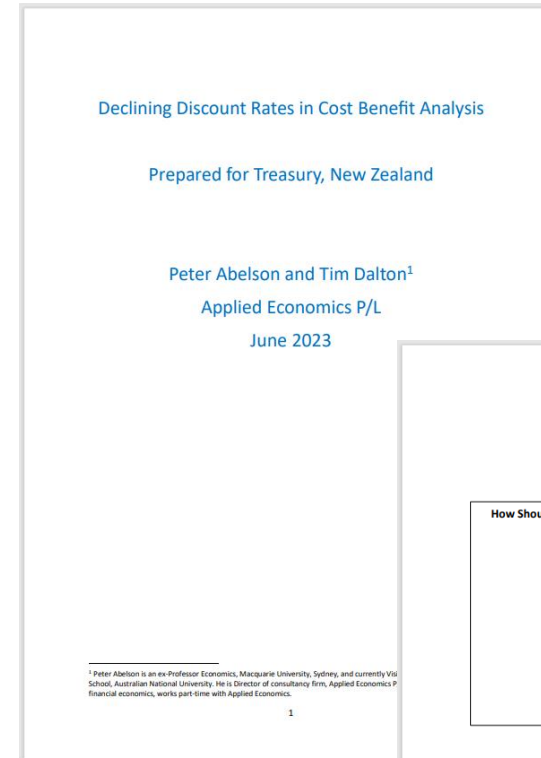 Declining Discount Rates in Cost Benefit Analysis
Prepared for Treasury, New Zealand
Peter Abelson and Tim Dalton1
Applied Economics P/L
June 2023
How Shou
1 Peter Abelson is an ex-Professor Economics, Macquarie University, Sydney, and currently Visi
School, Australian National University. He is Director of consultancy firm, Applied Economics P
financial economics, works part-time with Applied Economics.
1